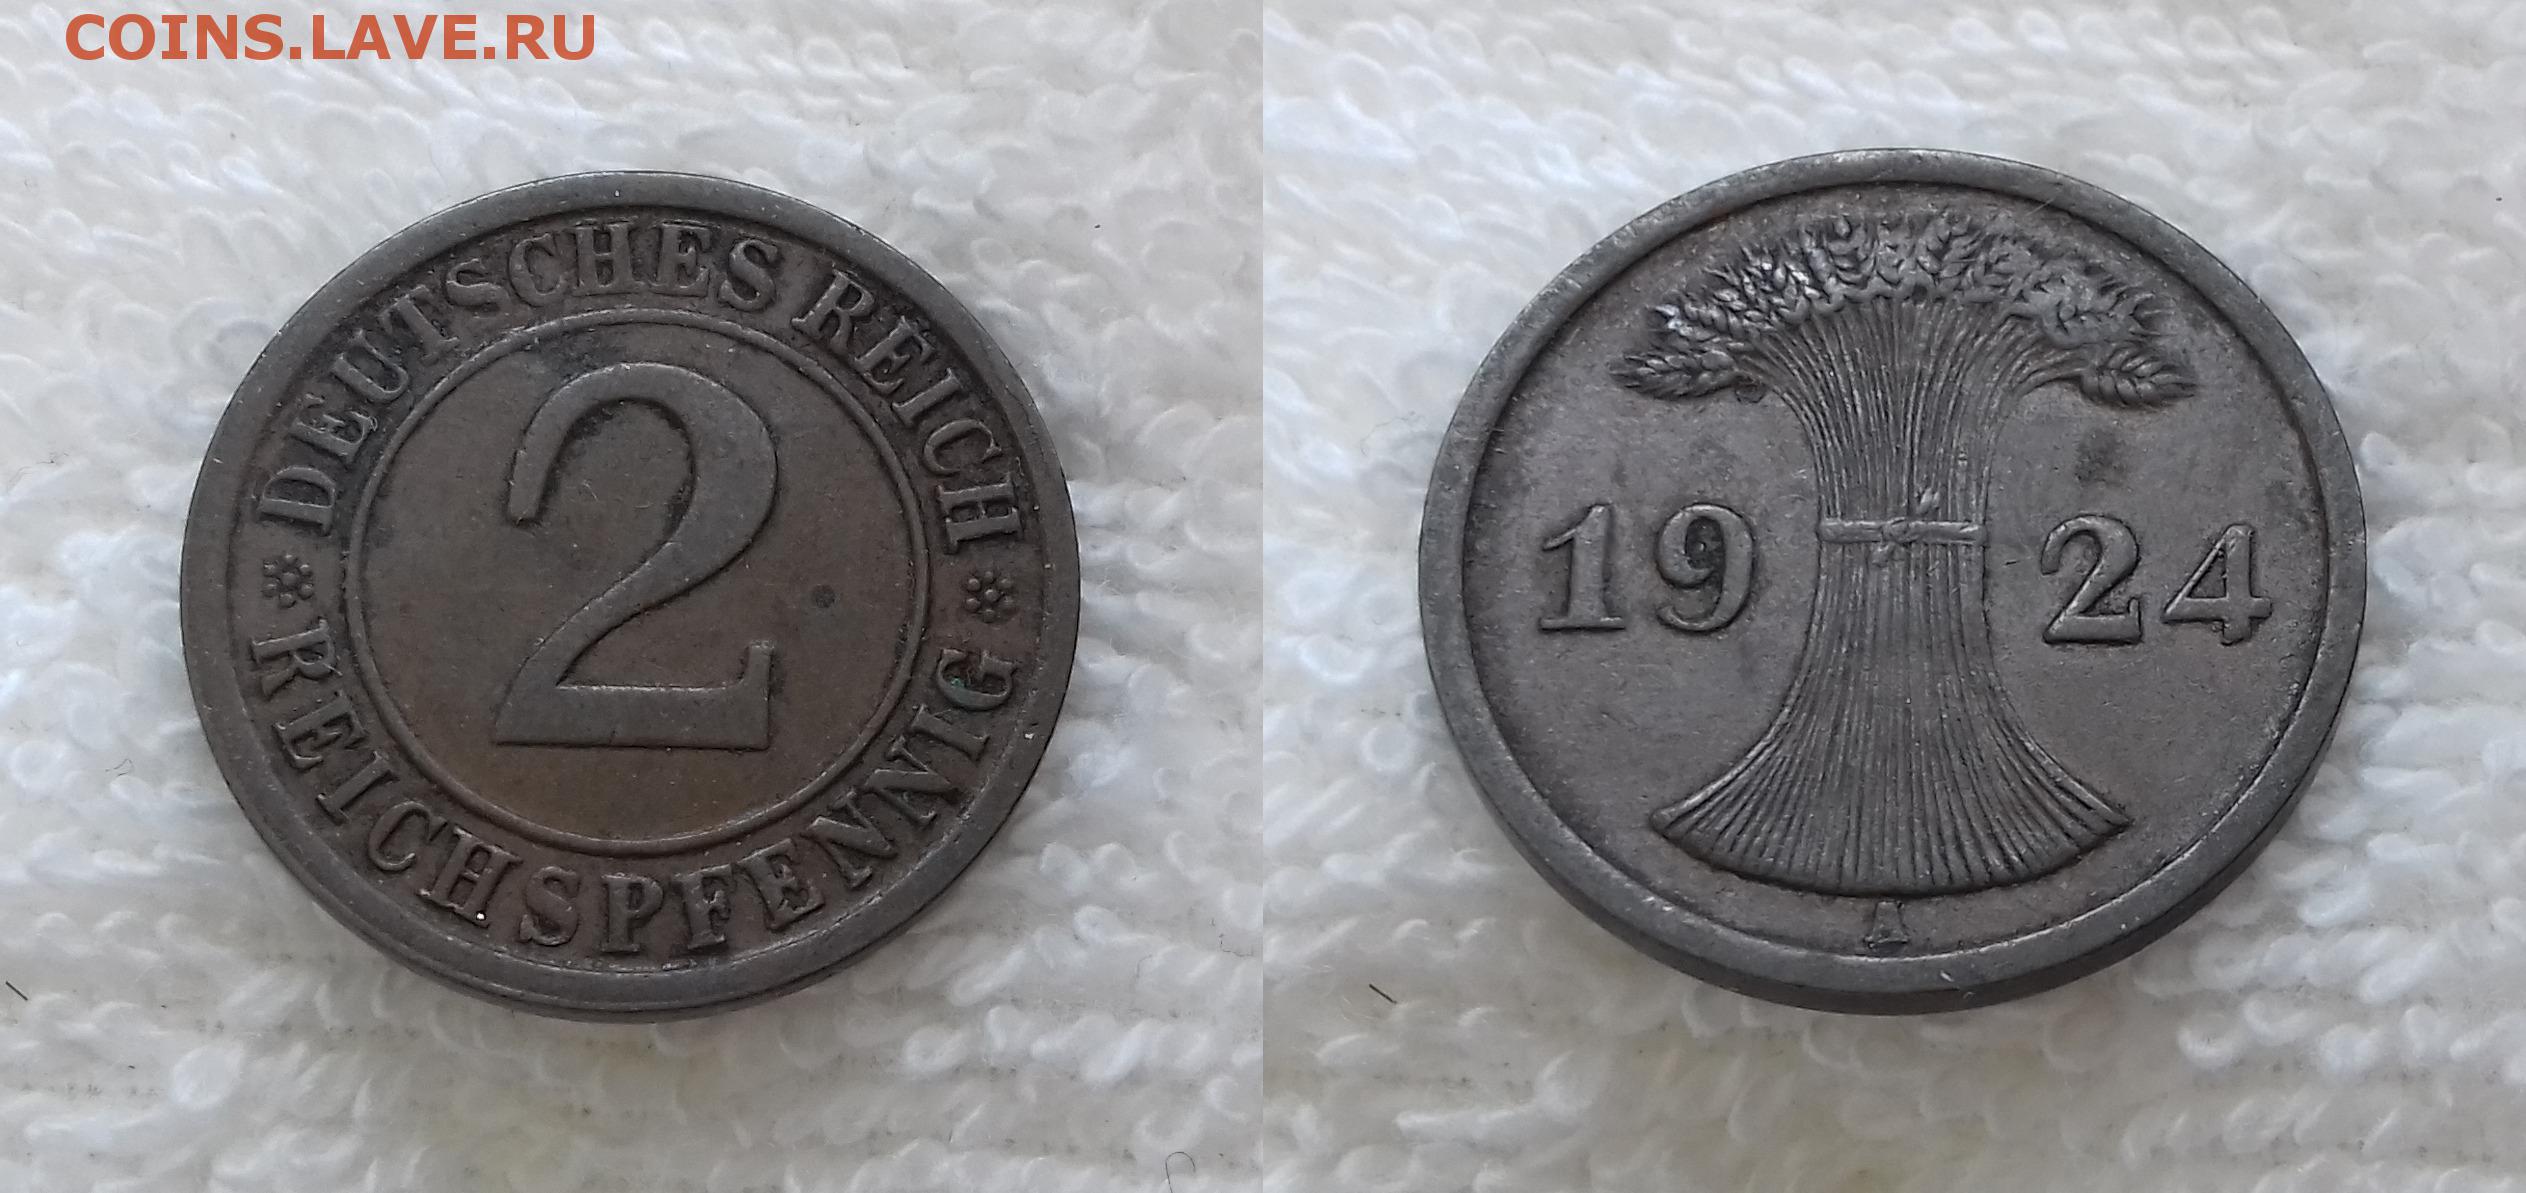 COINS.LAVE.RU
DEUTSCHES REICH
2
REICHSPFENNIG
19 24
A